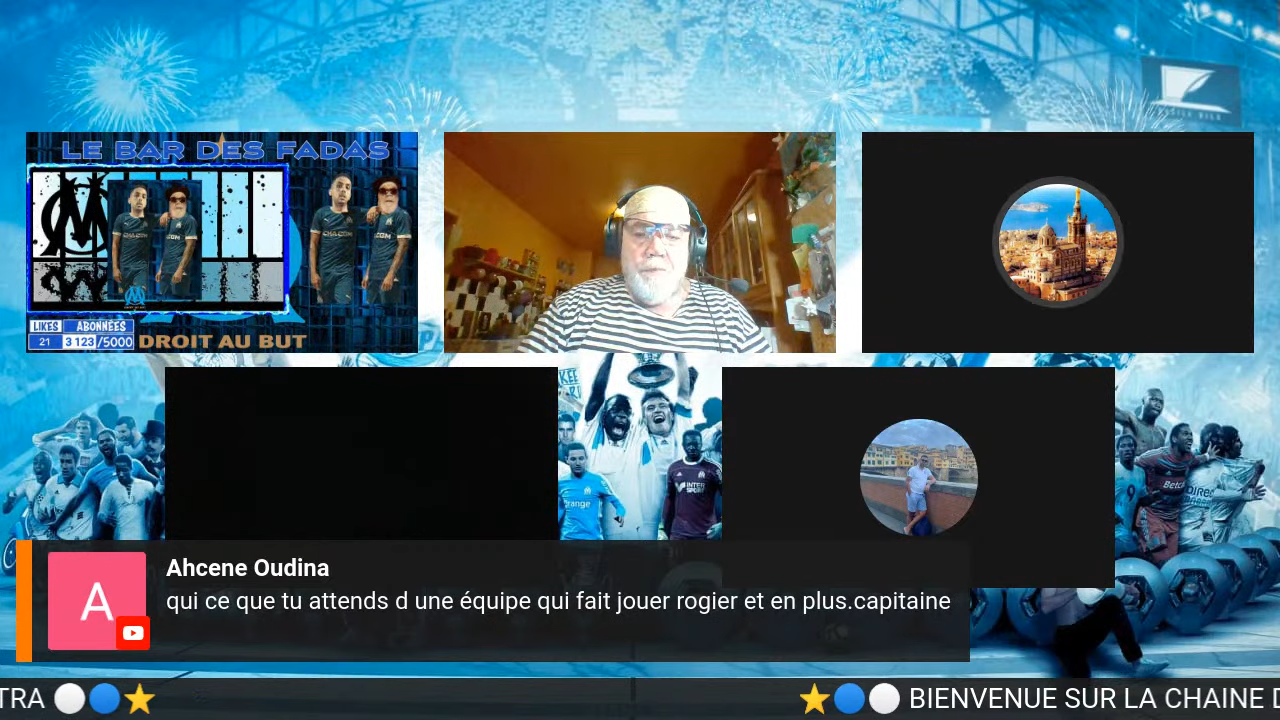 LE BAR DES FADAS
LIKES
ABONNÉES
21
3 123
/5000
DROIT AU BUT
Ahcene Oudina
qui ce que tu attends d une équipe qui fait jouer rogier et en plus.capitaine
A
TRA
BIENVENUE SUR LA CHAINE D